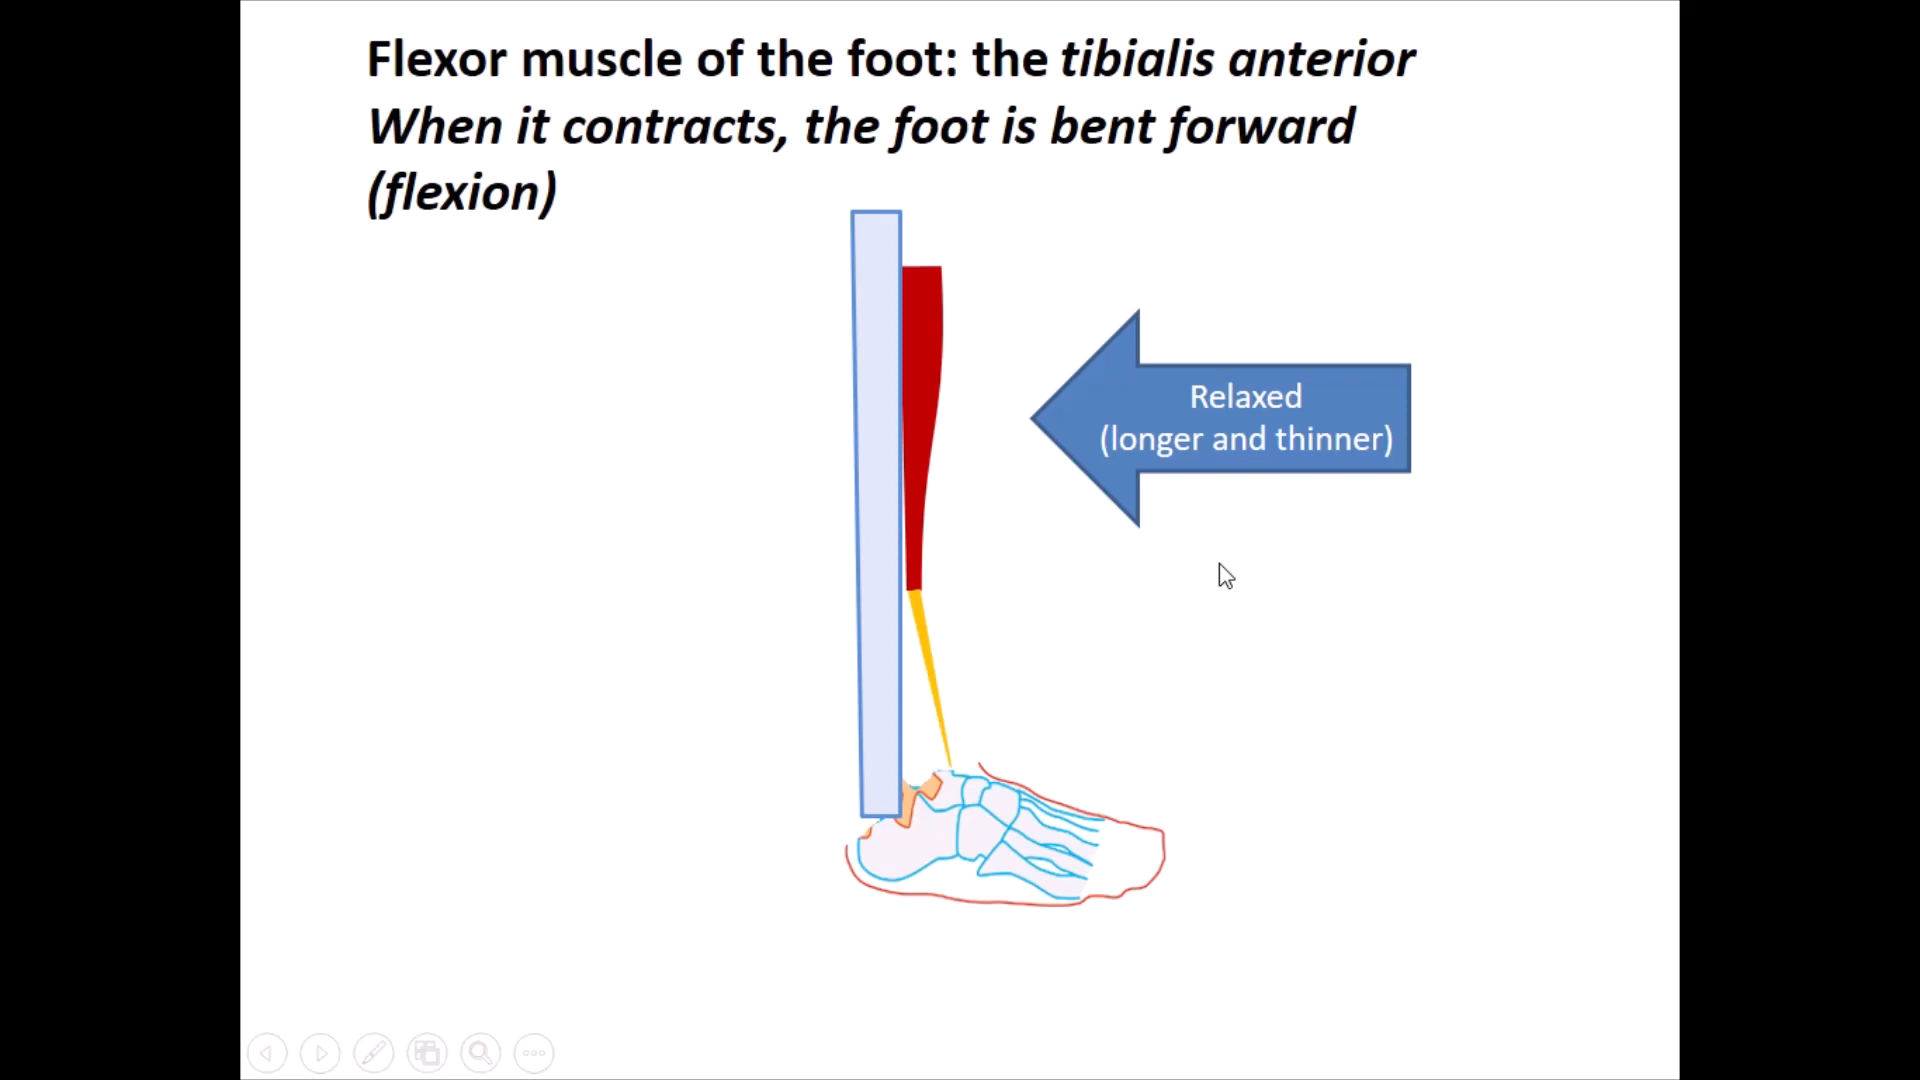 Flexor muscle of the foot: the tibialis anterior
When it contracts, the foot is bent forward
(flexion)
Relaxed
(longer and thinner)